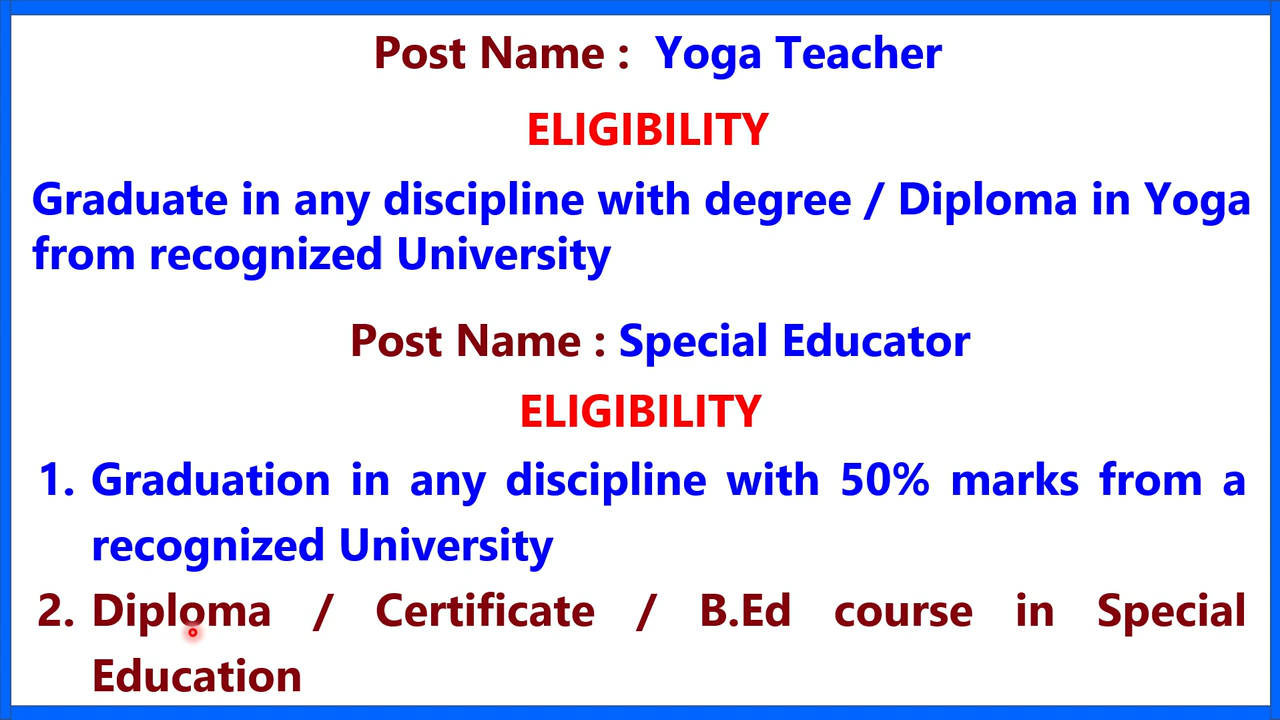 Post Name : Yoga Teacher
ELIGIBILITY
Graduate in any discipline with degree / Diploma in Yoga
from recognized University
Post Name : Special Educator
ELIGIBILITY
1. Graduation in any discipline with 50% marks from a
recognized University
2. Diploma / Certificate / B.Ed course in Special
Education